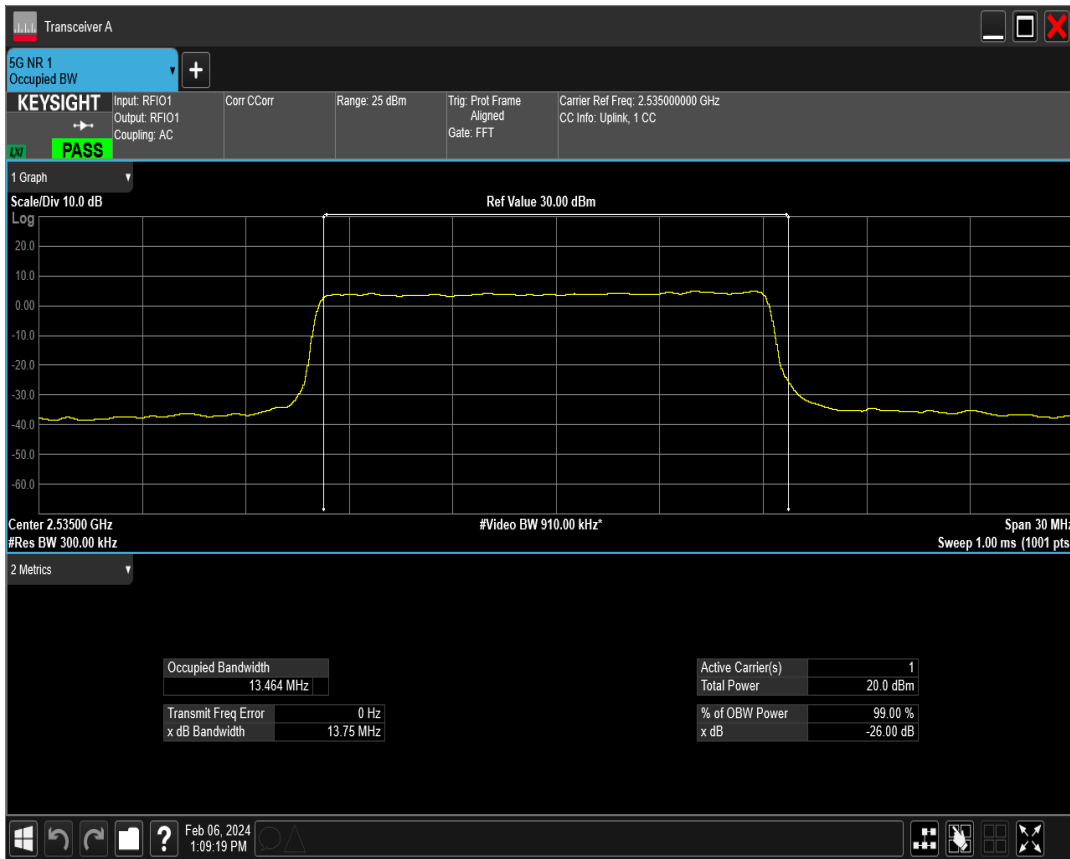 Transceiver A
5G NR 1
Occupied BW
+
KEYSIGHT
LXI
PASS
Input: RFIO1
Output: RFIO1
Coupling: AC
Corr CCorr
Range: 25 dBm
Trig: Prot Frame
Aligned
Gate: FFT
Carrier Ref Freq: 2.535000000 GHz
CC Info: Uplink, 1 CC
1 Graph
Scale/Div 10.0 dB
Ref Value 30.00 dBm
Log
20.0
10.0
0.00
-10.0
-20.0
-30.0
-40.0
-50.0
-60.0
Center 2.53500 GHz
#Video BW 910.00 kHz*
Span 30 MHz
#Res BW 300.00 kHz
Sweep 1.00 ms (1001 pts
2 Metrics
Occupied Bandwidth
13.464 MHz
Transmit Freq Error 0 Hz
x dB Bandwidth 13.75 MHz
Active Carrier(s) 1
Total Power 20.0 dBm
% of OBW Power 99.00 %
x dB -26.00 dB
?
Feb 06, 2024
1:09:19 PM